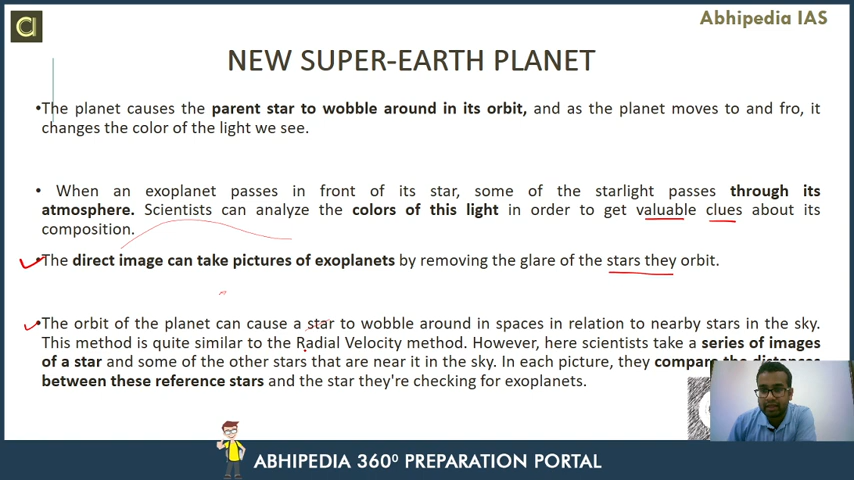 Abhipedia IAS
NEW SUPER-EARTH PLANET
•The planet causes the parent star to wobble around in its orbit, and as the planet moves to and fro, it
changes the color of the light we see.
• When an exoplanet passes in front of its star, some of the starlight passes through its
atmosphere. Scientists can analyze the colors of this light in order to get valuable clues about its
composition.
•The direct image can take pictures of exoplanets by removing the glare of the stars they orbit.
•The orbit of the planet can cause a star to wobble around in spaces in relation to nearby stars in the sky.
This method is quite similar to the Radial Velocity method. However, here scientists take a series of images
of a star and some of the other stars that are near it in the sky. In each picture, they compare the distances
between these reference stars and the star they're checking for exoplanets.
ABHIPEDIA 360⁰ PREPARATION PORTAL